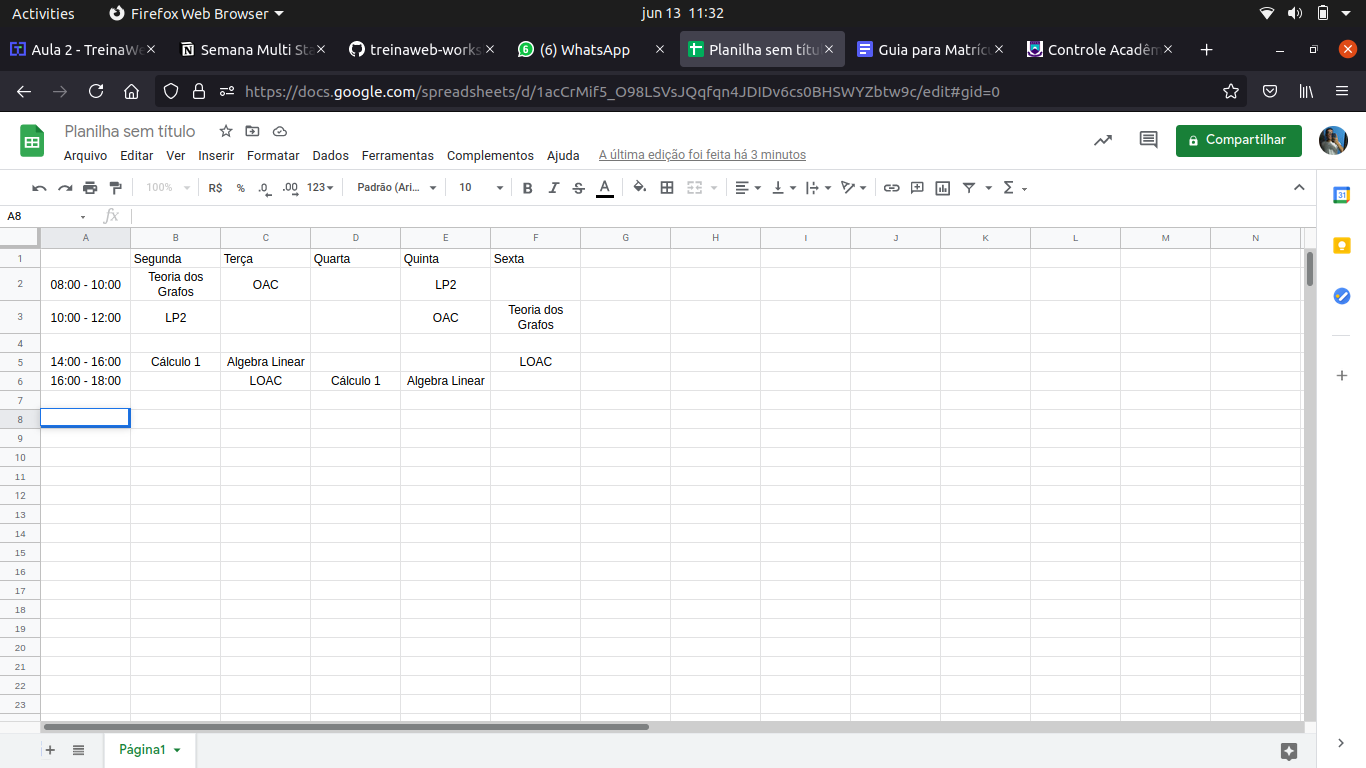 Activities
Firefox Web Browser
jun 13 11:32
Aula 2 - TreinaWe
Semana Multi Sta
treinaweb-works
(6) WhatsApp
Planilha sem títu
Guia para Matrícu
Controle Acadêm
https://docs.google.com/spreadsheets/d/1acCrMif5_O98LSVsJQqfqn4JDIDv6cs0BHSWYZbtw9c/edit#gid=0
Planilha sem título
Arquivo Editar Ver Inserir Formatar Dados Ferramentas Complementos Ajuda
A última edição foi feita há 3 minutos
Compartilhar
100% R$ % .0 .00 123 Padrão (Ari... 10 B I S A
31
A8
fx
A B C D E F G H I J K L M N
1 Segunda Terça Quarta Quinta Sexta
2 08:00 - 10:00 Teoria dos Grafos OAC LP2
3 10:00 - 12:00 LP2 OAC Teoria dos Grafos
4
5 14:00 - 16:00 Cálculo 1 Algebra Linear LOAC
6 16:00 - 18:00 LOAC Cálculo 1 Algebra Linear
7
8
9
10
11
12
13
14
15
16
17
18
19
20
21
22
23
Página1